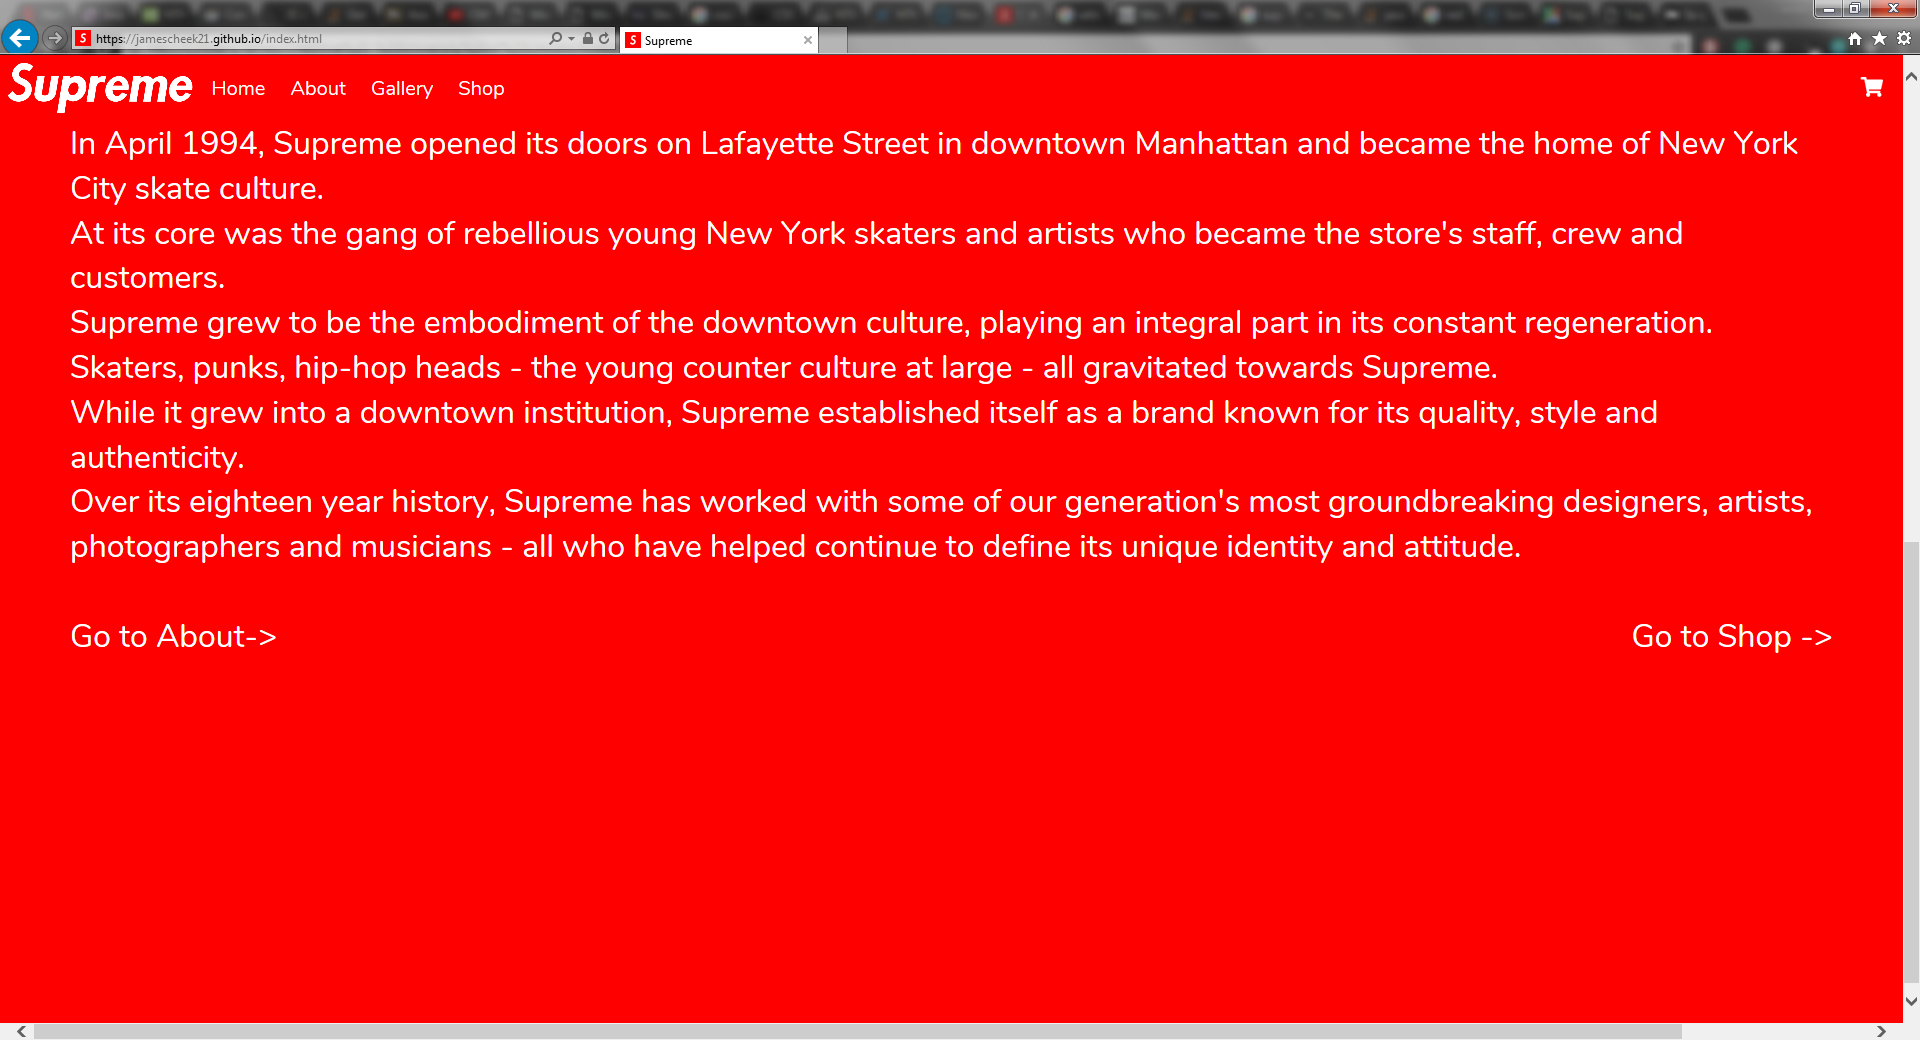 https://jamescheek21.github.io/index.html
S Supreme
Supreme Home About Gallery Shop
In April 1994, Supreme opened its doors on Lafayette Street in downtown Manhattan and became the home of New York
City skate culture.
At its core was the gang of rebellious young New York skaters and artists who became the store's staff, crew and
customers.
Supreme grew to be the embodiment of the downtown culture, playing an integral part in its constant regeneration.
Skaters, punks, hip-hop heads - the young counter culture at large - all gravitated towards Supreme.
While it grew into a downtown institution, Supreme established itself as a brand known for its quality, style and
authenticity.
Over its eighteen year history, Supreme has worked with some of our generation's most groundbreaking designers, artists,
photographers and musicians - all who have helped continue to define its unique identity and attitude.
Go to About->
Go to Shop ->